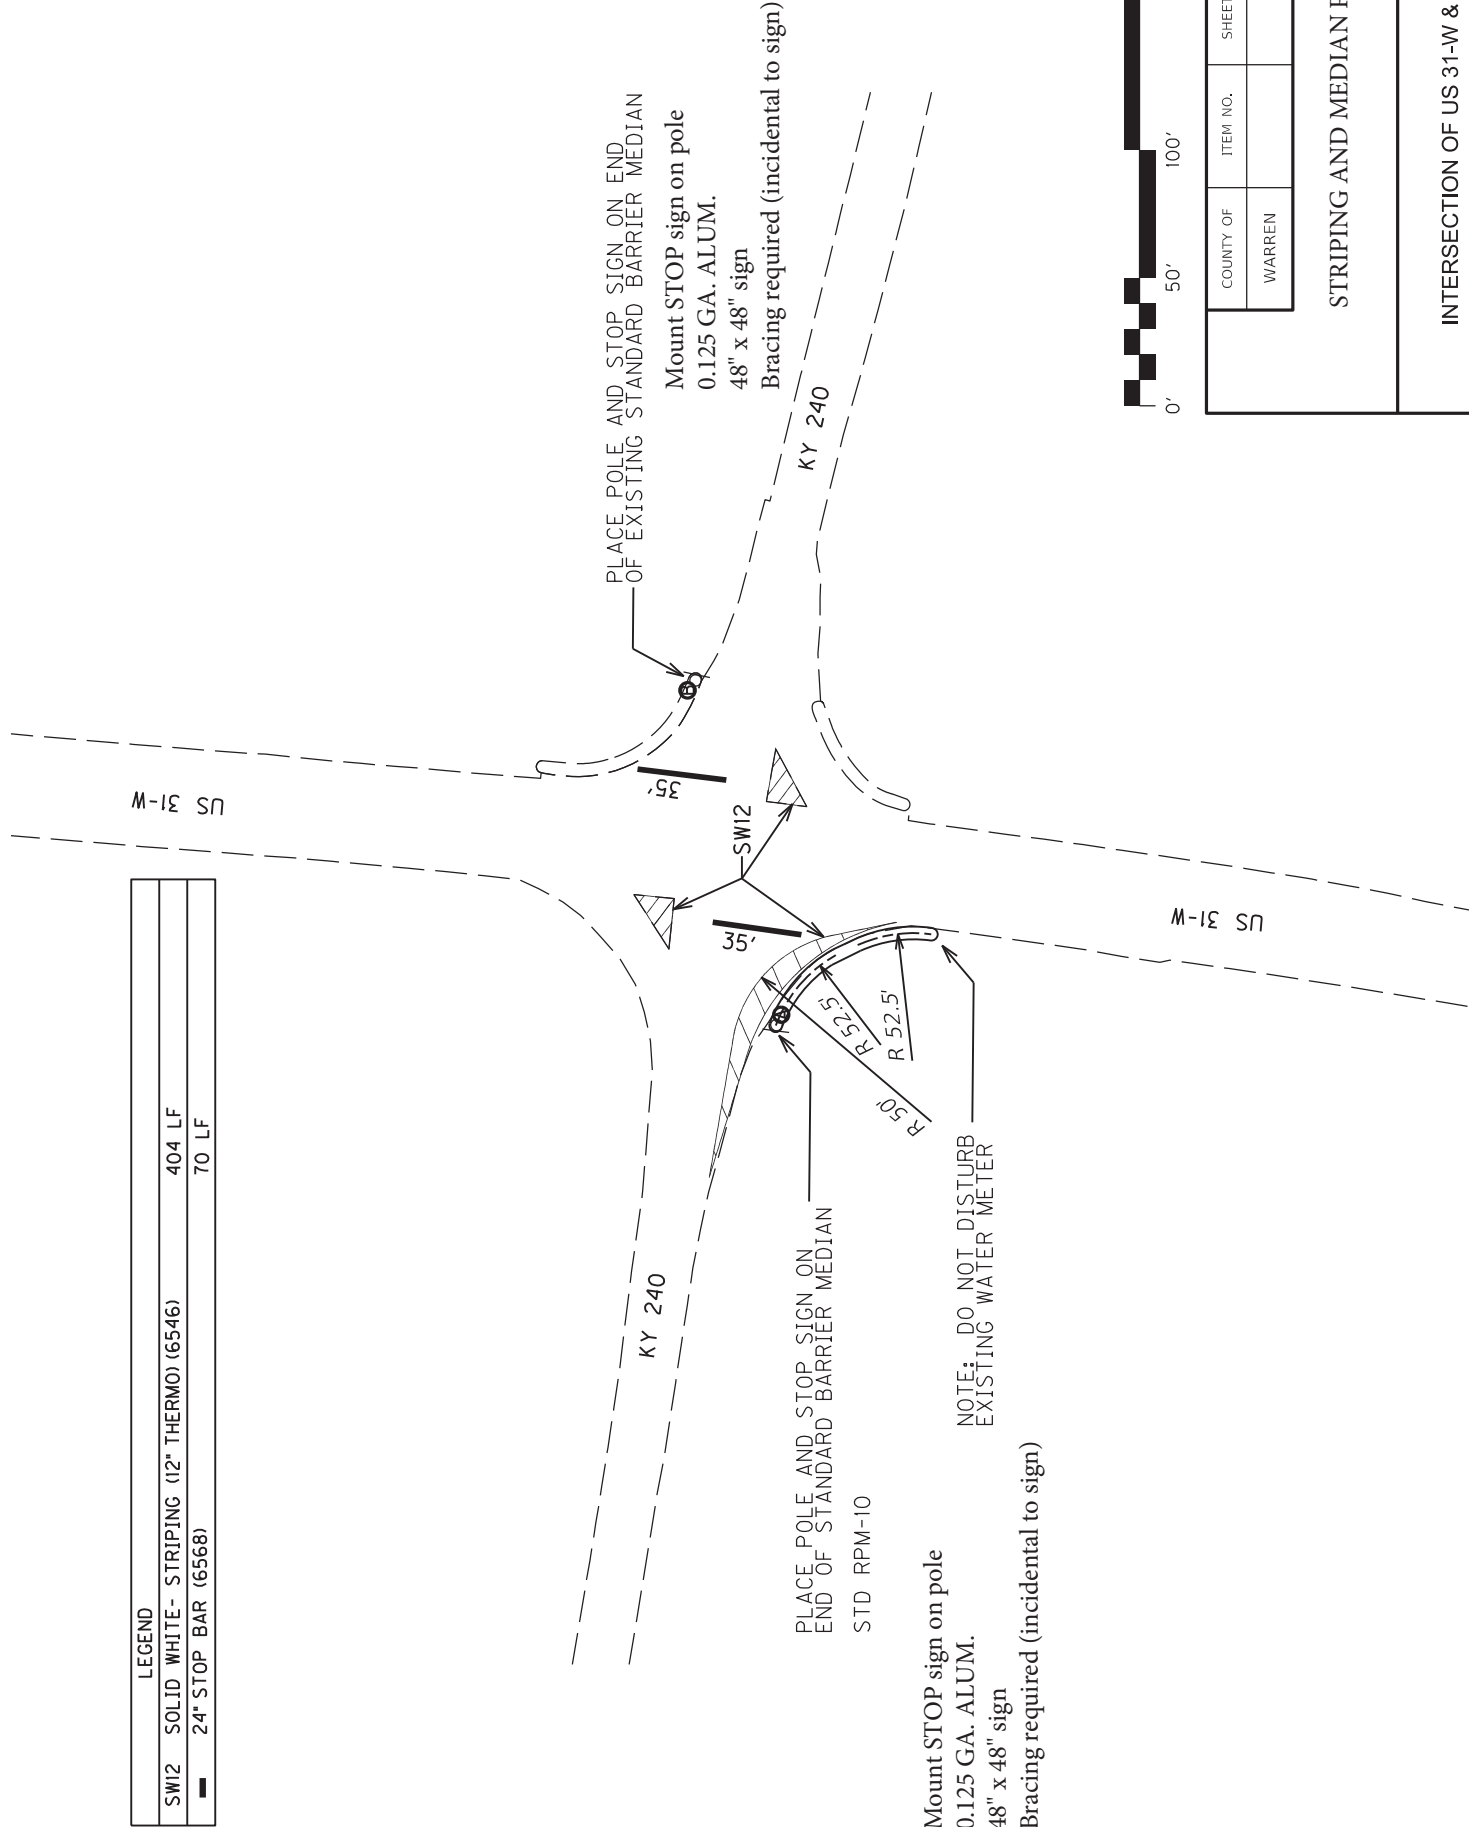 LEGEND
SW12 SOLID WHITE- STRIPING (12" THERMO) (6546) 404 LF
24" STOP BAR (6568) 70 LF
US 31-W
PLACE POLE AND STOP SIGN ON END
OF EXISTING STANDARD BARRIER MEDIAN
Mount STOP sign on pole
0.125 GA. ALUM.
48" x 48" sign
Bracing required (incidental to sign)
KY 240
35'
SW12
35'
KY 240
R 52.5'
R 52.5'
R 50'
US 31-W
PLACE POLE AND STOP SIGN ON
END OF STANDARD BARRIER MEDIAN
STD RPM-10
NOTE: DO NOT DISTURB
EXISTING WATER METER
Mount STOP sign on pole
0.125 GA. ALUM.
48" x 48" sign
Bracing required (incidental to sign)
0' 50' 100'
COUNTY OF ITEM NO. SHEET
WARREN
STRIPING AND MEDIAN
INTERSECTION OF US 31-W &